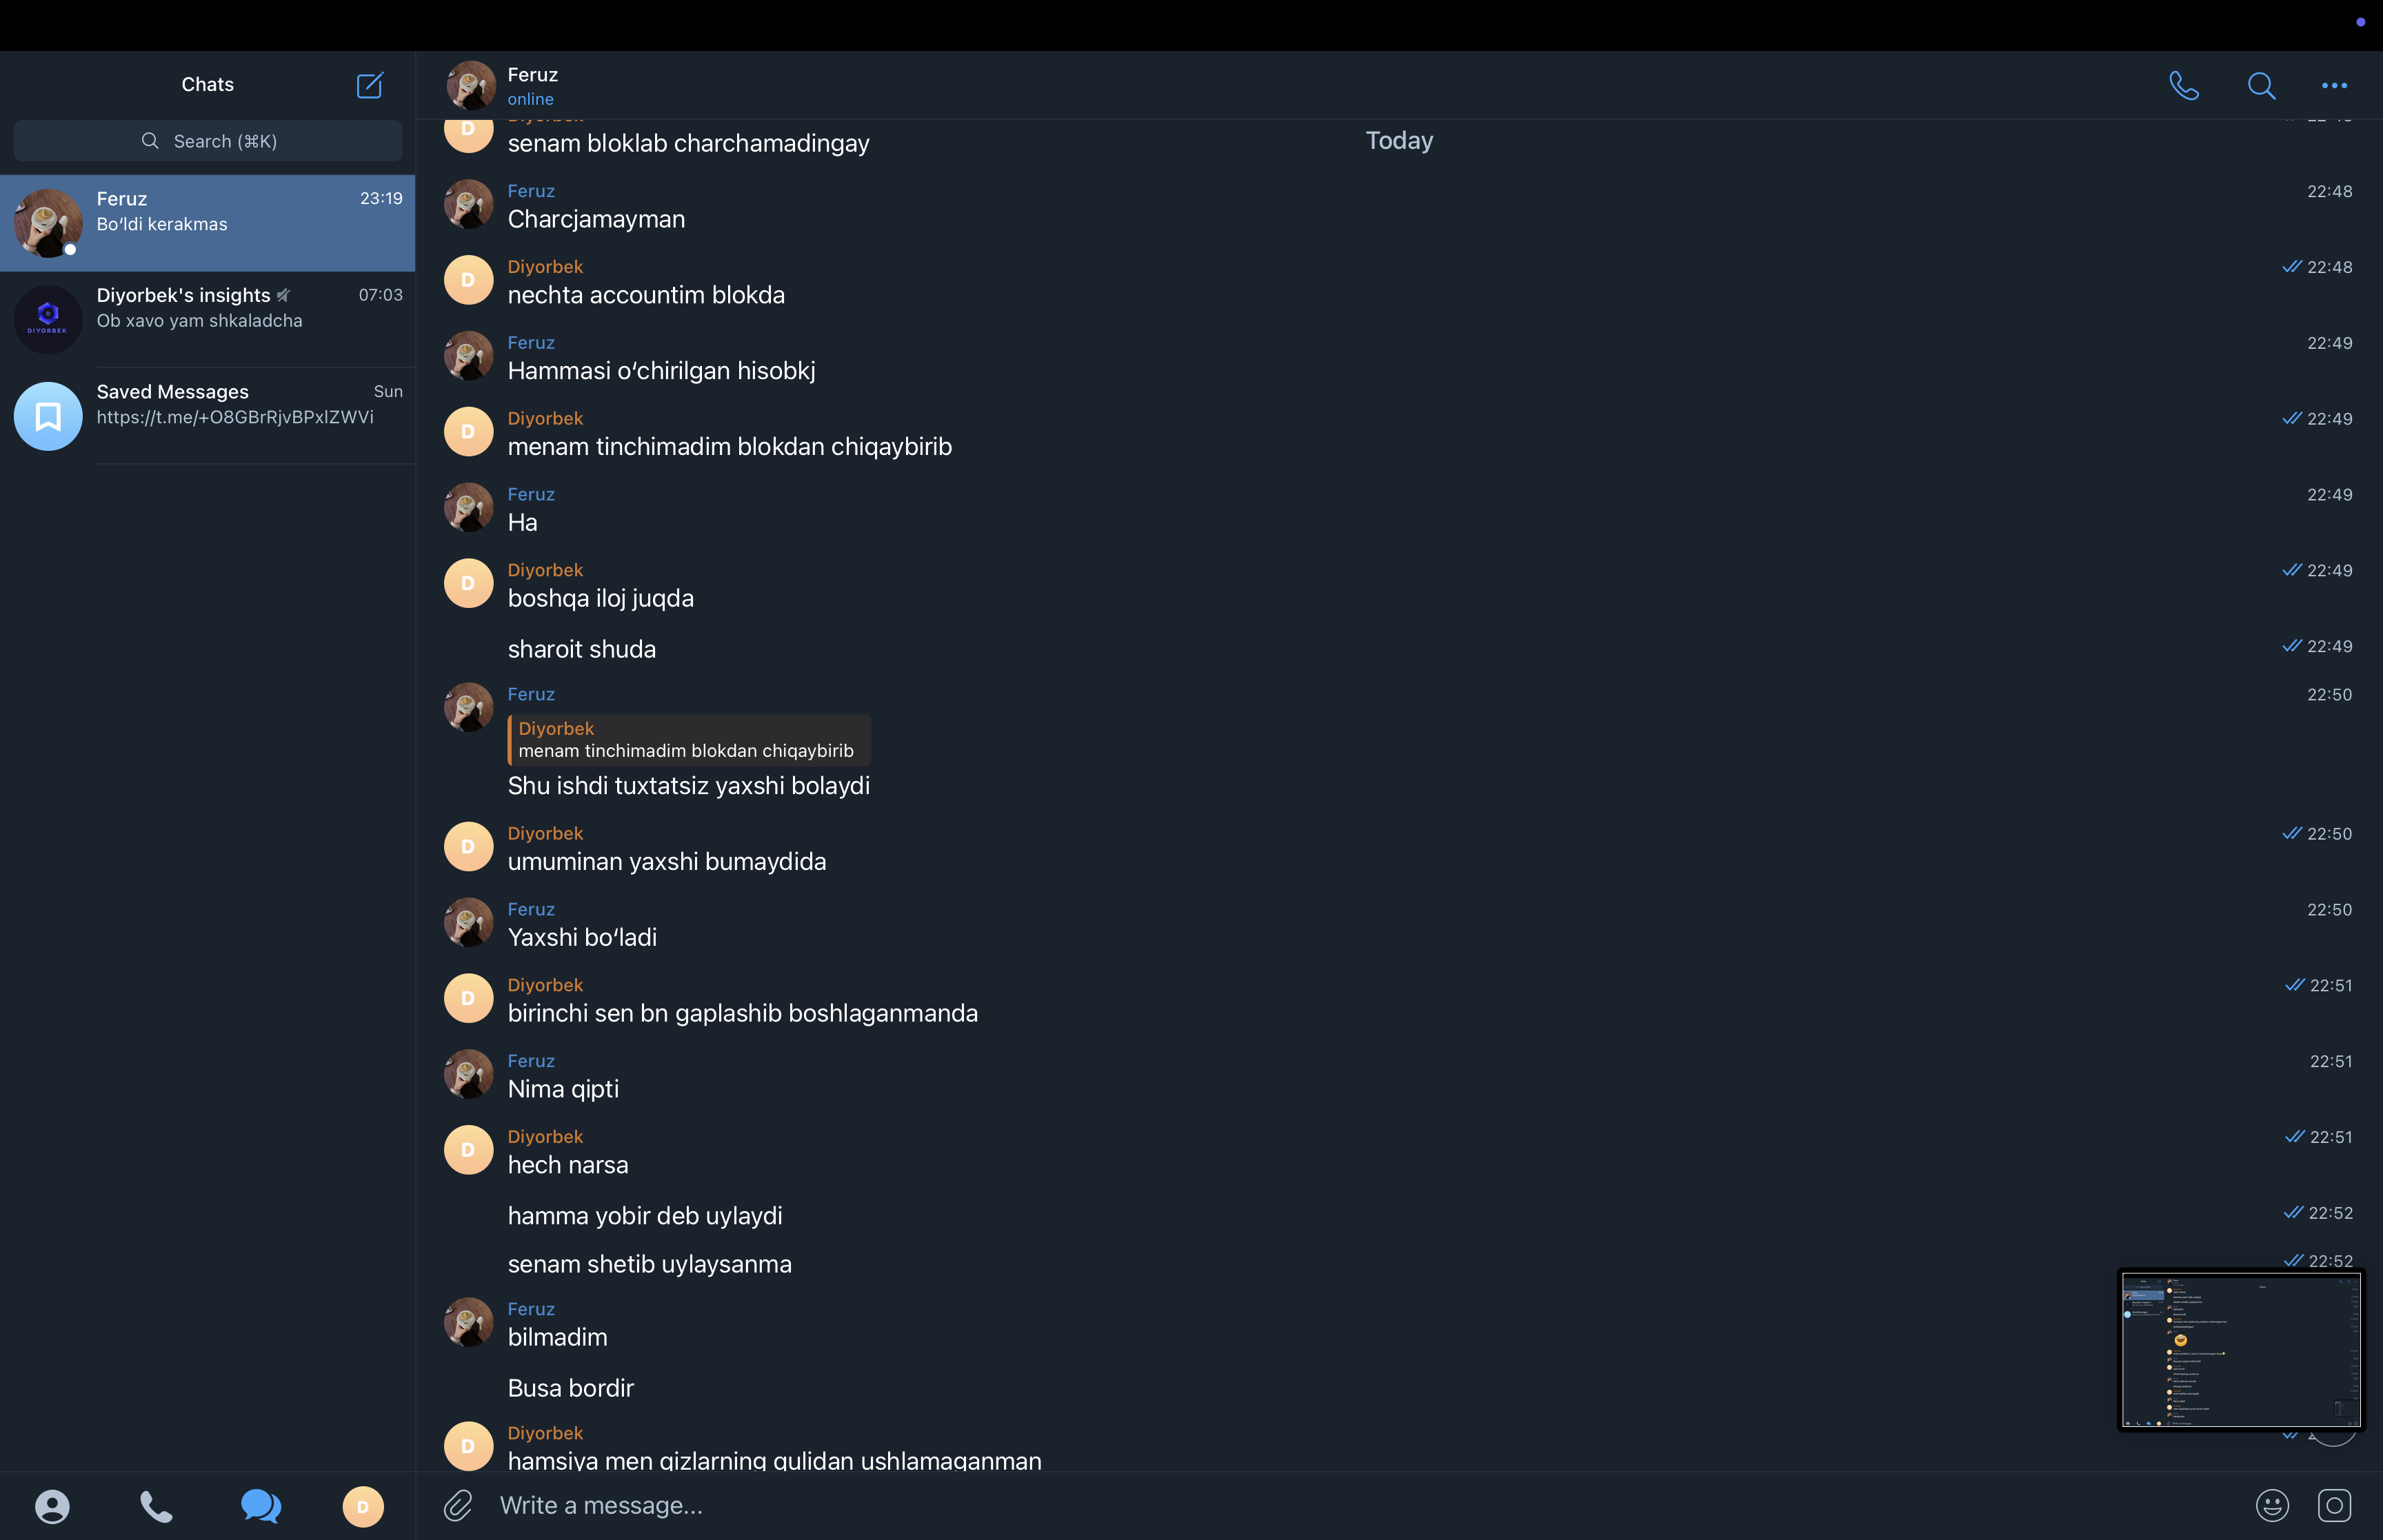 Chats
Search (⌘K)
Feruz
23:19
Bo‘ldi kerakmas
Diyorbek's insights
07:03
Ob xavo yam shkaladcha
DIYORBEK
Saved Messages
Sun
https://t.me/+O8GBrRjvBPxlZWVi
D
Feruz
online
Today
D
senam bloklab charchamadingay
Feruz
22:48
Charcjamayman
D
Diyorbek
22:48
nechta accountim blokda
Feruz
22:49
Hammasi o‘chirilgan hisobkj
D
Diyorbek
22:49
menam tinchimadim blokdan chiqaybirib
Feruz
22:49
Ha
D
Diyorbek
22:49
boshqa iloj juqda
sharoit shuda
22:49
Feruz
22:50
Diyorbek
menam tinchimadim blokdan chiqaybirib
Shu ishdi tuxtatsiz yaxshi bolaydi
D
Diyorbek
22:50
umuminan yaxshi bumaydida
Feruz
22:50
Yaxshi bo‘ladi
D
Diyorbek
22:51
birinchi sen bn gaplashib boshlaganmanda
Feruz
22:51
Nima qipti
D
Diyorbek
22:51
hech narsa
hamma yobir deb uylaydi
22:52
senam shetib uylaysanma
22:52
Feruz
bilmadim
Busa bordir
D
Diyorbek
hamsiya men qizlarning qulidan ushlamaganman
Write a message...